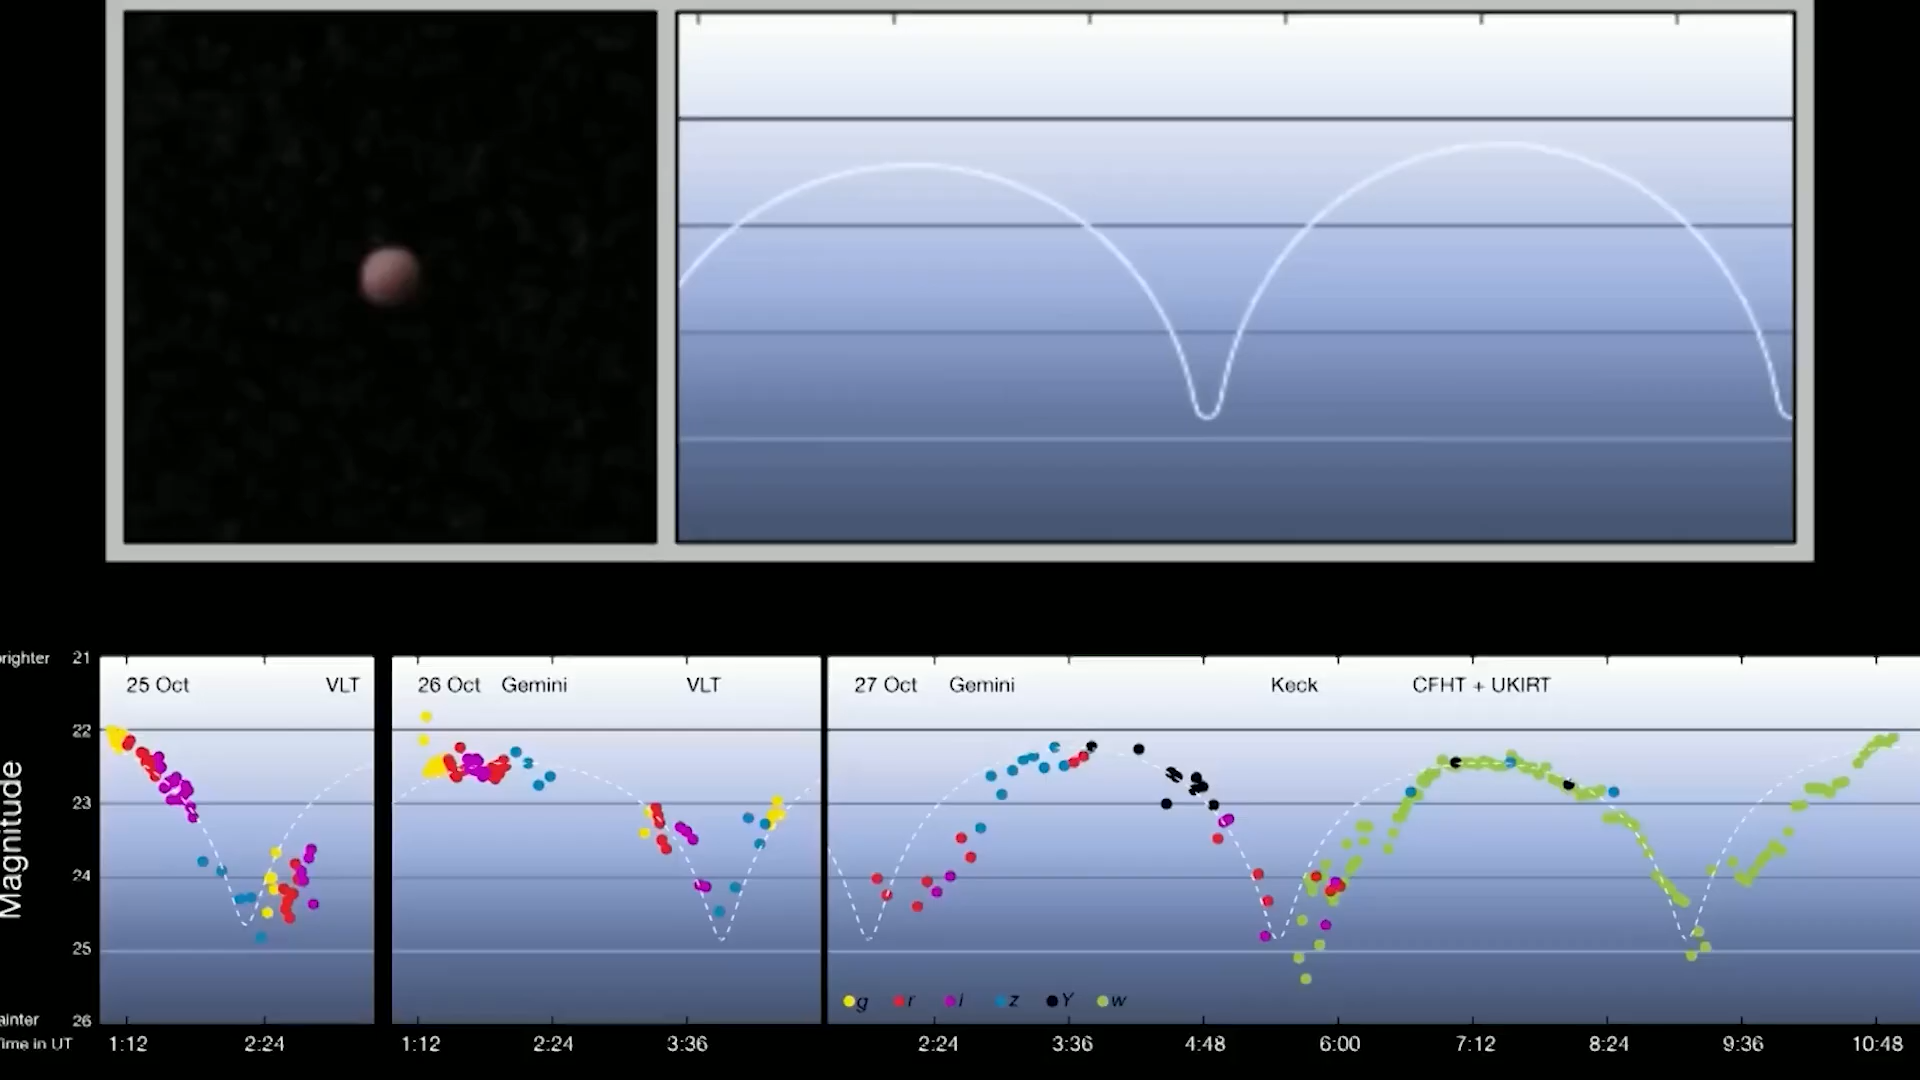 righter 21
25 Oct VLT 26 Oct Gemini VLT 27 Oct Gemini Keck CFHT + UKIRT
22
23
Magnitude
24
25
g r i z Y w
ainter 26
Time in UT 1:12 2:24 1:12 2:24 3:36 2:24 3:36 4:48 6:00 7:12 8:24 9:36 10:48